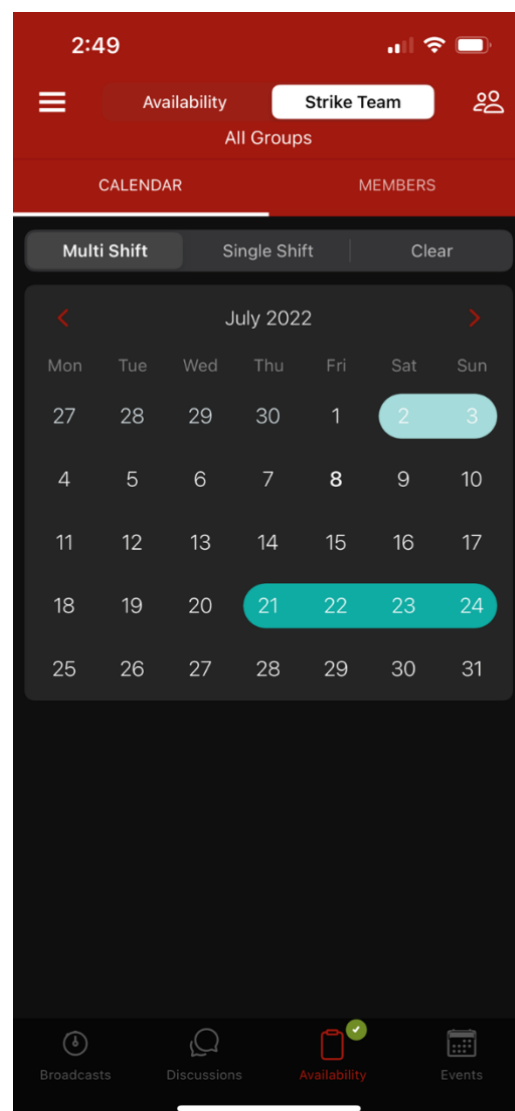 2:49
Availability Strike Team
All Groups
CALENDAR MEMBERS
Multi Shift Single Shift Clear
July 2022
Mon Tue Wed Thu Fri Sat Sun
27 28 29 30 1 2 3
4 5 6 7 8 9 10
11 12 13 14 15 16 17
18 19 20 21 22 23 24
25 26 27 28 29 30 31
Broadcasts Discussions Availability Events